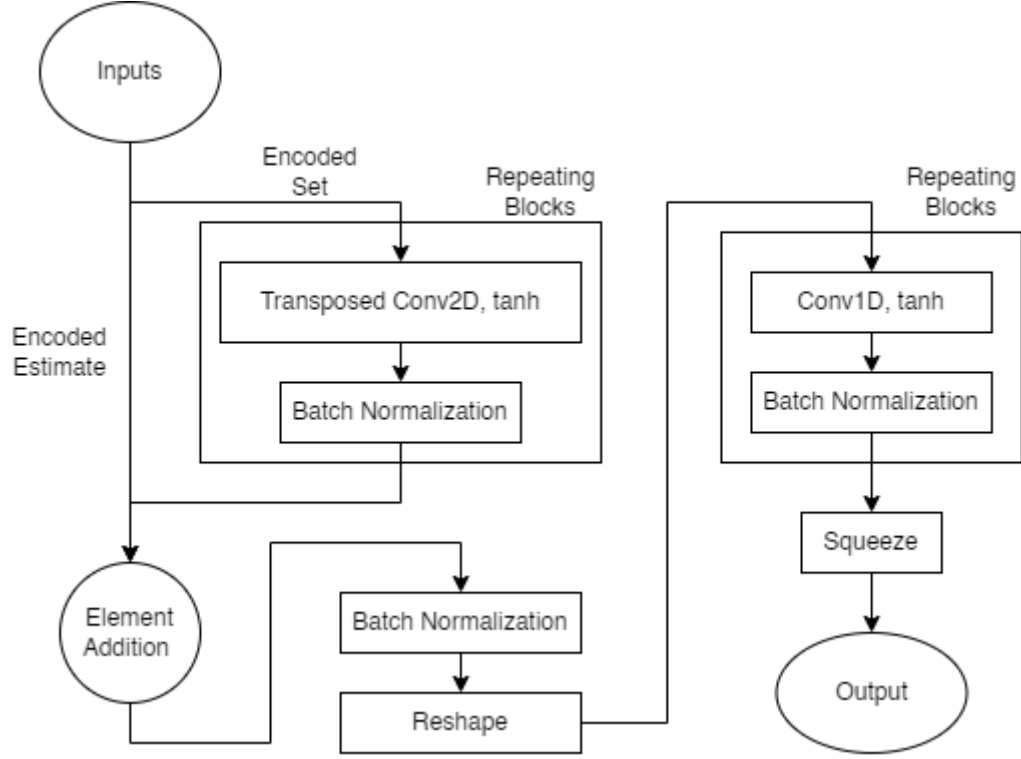 Inputs
Encoded
Set
Repeating
Blocks
Transposed Conv2D, tanh
Batch Normalization
Encoded
Estimate
Element
Addition
Batch Normalization
Reshape
Repeating
Blocks
Conv1D, tanh
Batch Normalization
Squeeze
Output